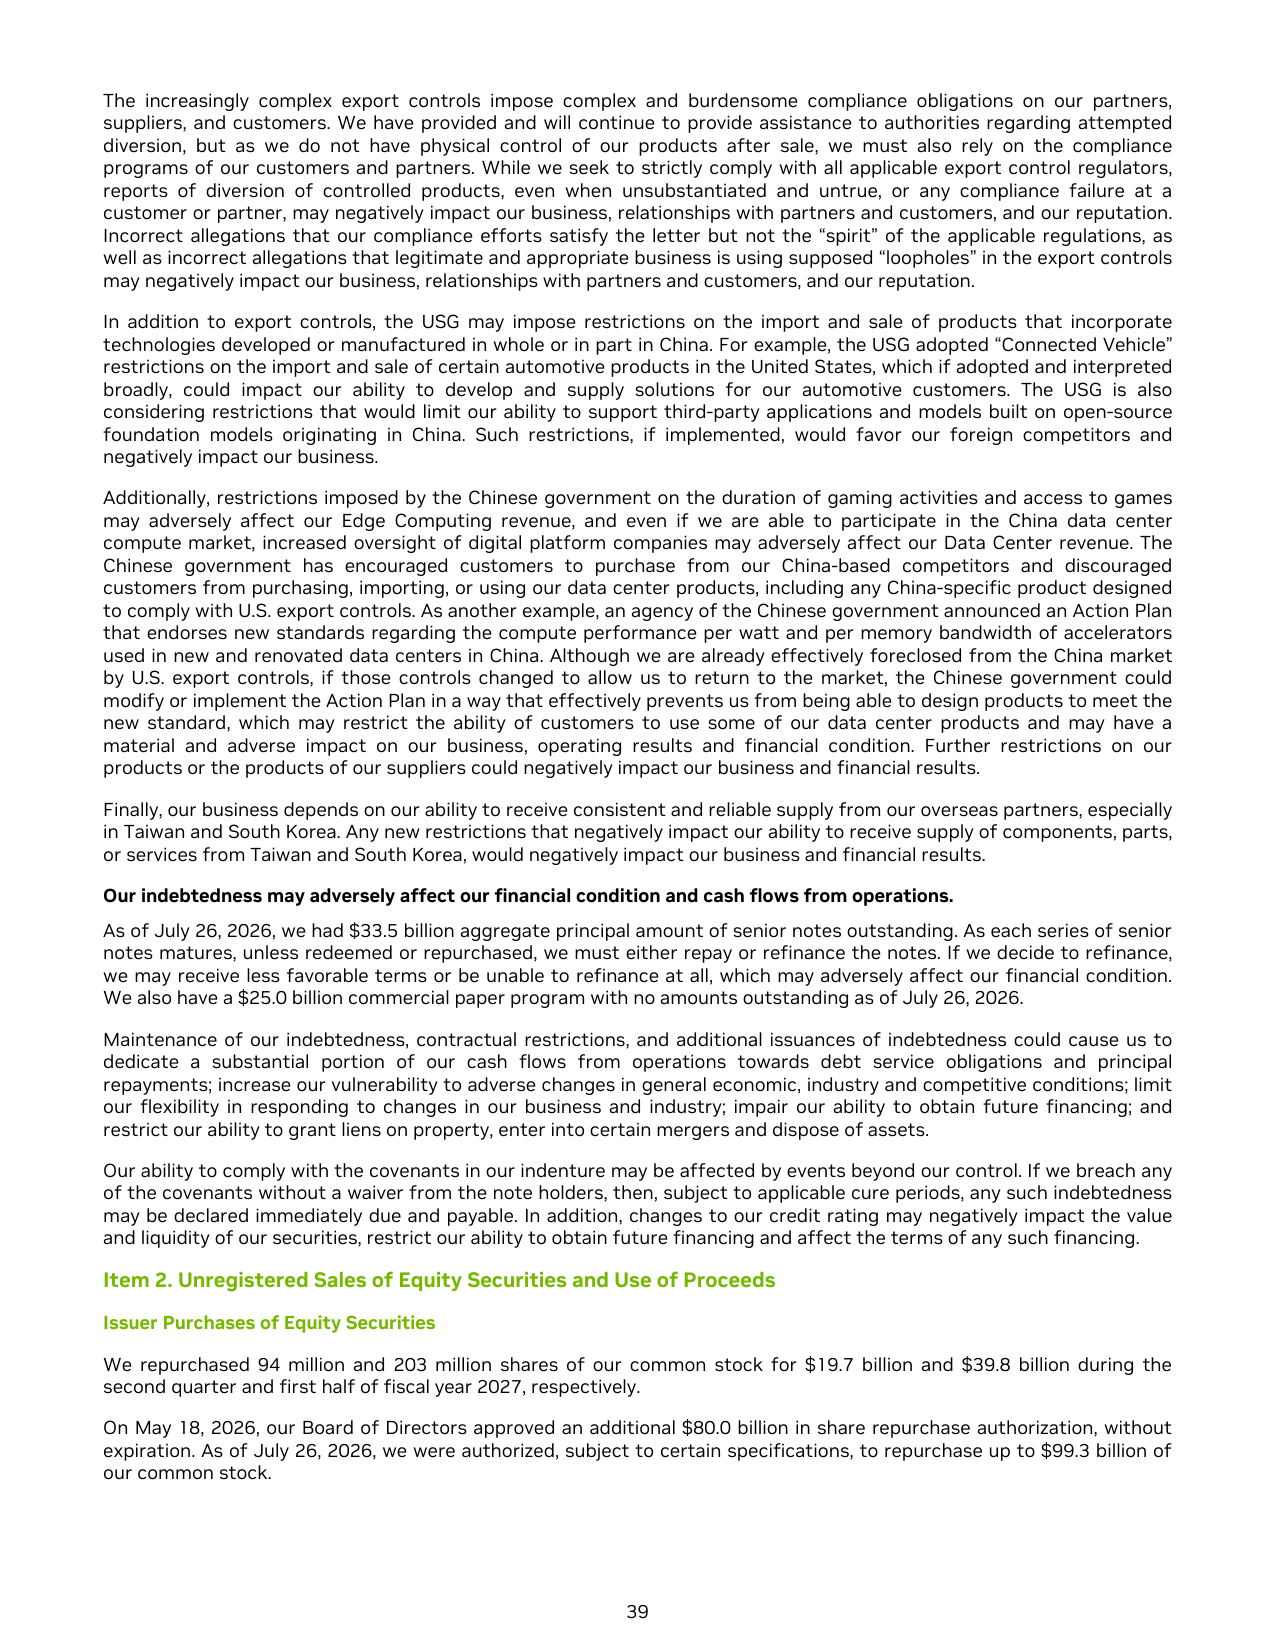 The increasingly complex export controls impose complex and burdensome compliance obligations on our partners,
suppliers, and customers. We have provided and will continue to provide assistance to authorities regarding attempted
diversion, but as we do not have physical control of our products after sale, we must also rely on the compliance
programs of our customers and partners. While we seek to strictly comply with all applicable export control regulators,
reports of diversion of controlled products, even when unsubstantiated and untrue, or any compliance failure at a
customer or partner, may negatively impact our business, relationships with partners and customers, and our reputation.
Incorrect allegations that our compliance efforts satisfy the letter but not the “spirit” of the applicable regulations, as
well as incorrect allegations that legitimate and appropriate business is using supposed “loopholes” in the export controls
may negatively impact our business, relationships with partners and customers, and our reputation.
In addition to export controls, the USG may impose restrictions on the import and sale of products that incorporate
technologies developed or manufactured in whole or in part in China. For example, the USG adopted “Connected Vehicle”
restrictions on the import and sale of certain automotive products in the United States, which if adopted and interpreted
broadly, could impact our ability to develop and supply solutions for our automotive customers. The USG is also
considering restrictions that would limit our ability to support third-party applications and models built on open-source
foundation models originating in China. Such restrictions, if implemented, would favor our foreign competitors and
negatively impact our business.
Additionally, restrictions imposed by the Chinese government on the duration of gaming activities and access to games
may adversely affect our Edge Computing revenue, and even if we are able to participate in the China data center
compute market, increased oversight of digital platform companies may adversely affect our Data Center revenue. The
Chinese government has encouraged customers to purchase from our China-based competitors and discouraged
customers from purchasing, importing, or using our data center products, including any China-specific product designed
to comply with U.S. export controls. As another example, an agency of the Chinese government announced an Action Plan
that endorses new standards regarding the compute performance per watt and per memory bandwidth of accelerators
used in new and renovated data centers in China. Although we are already effectively foreclosed from the China market
by U.S. export controls, if those controls changed to allow us to return to the market, the Chinese government could
modify or implement the Action Plan in a way that effectively prevents us from being able to design products to meet the
new standard, which may restrict the ability of customers to use some of our data center products and may have a
material and adverse impact on our business, operating results and financial condition. Further restrictions on our
products or the products of our suppliers could negatively impact our business and financial results.
Finally, our business depends on our ability to receive consistent and reliable supply from our overseas partners, especially
in Taiwan and South Korea. Any new restrictions that negatively impact our ability to receive supply of components, parts,
or services from Taiwan and South Korea, would negatively impact our business and financial results.
Our indebtedness may adversely affect our financial condition and cash flows from operations.
As of July 26, 2026, we had $33.5 billion aggregate principal amount of senior notes outstanding. As each series of senior
notes matures, unless redeemed or repurchased, we must either repay or refinance the notes. If we decide to refinance,
we may receive less favorable terms or be unable to refinance at all, which may adversely affect our financial condition.
We also have a $25.0 billion commercial paper program with no amounts outstanding as of July 26, 2026.
Maintenance of our indebtedness, contractual restrictions, and additional issuances of indebtedness could cause us to
dedicate a substantial portion of our cash flows from operations towards debt service obligations and principal
repayments; increase our vulnerability to adverse changes in general economic, industry and competitive conditions; limit
our flexibility in responding to changes in our business and industry; impair our ability to obtain future financing; and
restrict our ability to grant liens on property, enter into certain mergers and dispose of assets.
Our ability to comply with the covenants in our indenture may be affected by events beyond our control. If we breach any
of the covenants without a waiver from the note holders, then, subject to applicable cure periods, any such indebtedness
may be declared immediately due and payable. In addition, changes to our credit rating may negatively impact the value
and liquidity of our securities, restrict our ability to obtain future financing and affect the terms of any such financing.
Item 2. Unregistered Sales of Equity Securities and Use of Proceeds
Issuer Purchases of Equity Securities
We repurchased 94 million and 203 million shares of our common stock for $19.7 billion and $39.8 billion during the
second quarter and first half of fiscal year 2027, respectively.
On May 18, 2026, our Board of Directors approved an additional $80.0 billion in share repurchase authorization, without
expiration. As of July 26, 2026, we were authorized, subject to certain specifications, to repurchase up to $99.3 billion of
our common stock.
39